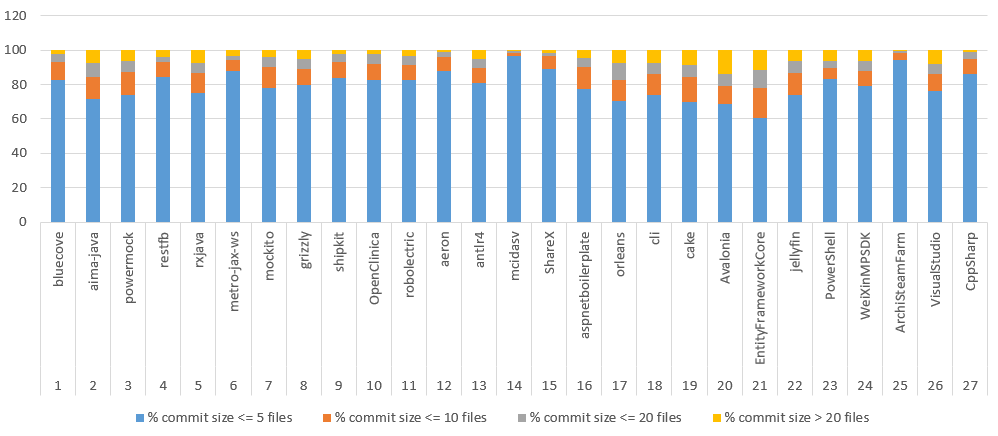 120
100
80
60
40
20
0
bluecove
aima-java
powermock
restfb
rxjava
metro-jax-ws
mockito
grizzly
shipkit
OpenClinica
robolectric
aeron
antlr4
mcidasv
ShareX
aspnetboilerplate
orleans
cli
cake
Avalonia
EntityFrameworkCore
jellyfin
PowerShell
WeiXinMPSDK
ArchiSteamFarm
VisualStudio
CppSharp
1 2 3 4 5 6 7 8 9 10 11 12 13 14 15 16 17 18 19 20 21 22 23 24 25 26 27
% commit size <= 5 files % commit size <= 10 files % commit size <= 20 files % commit size > 20 files